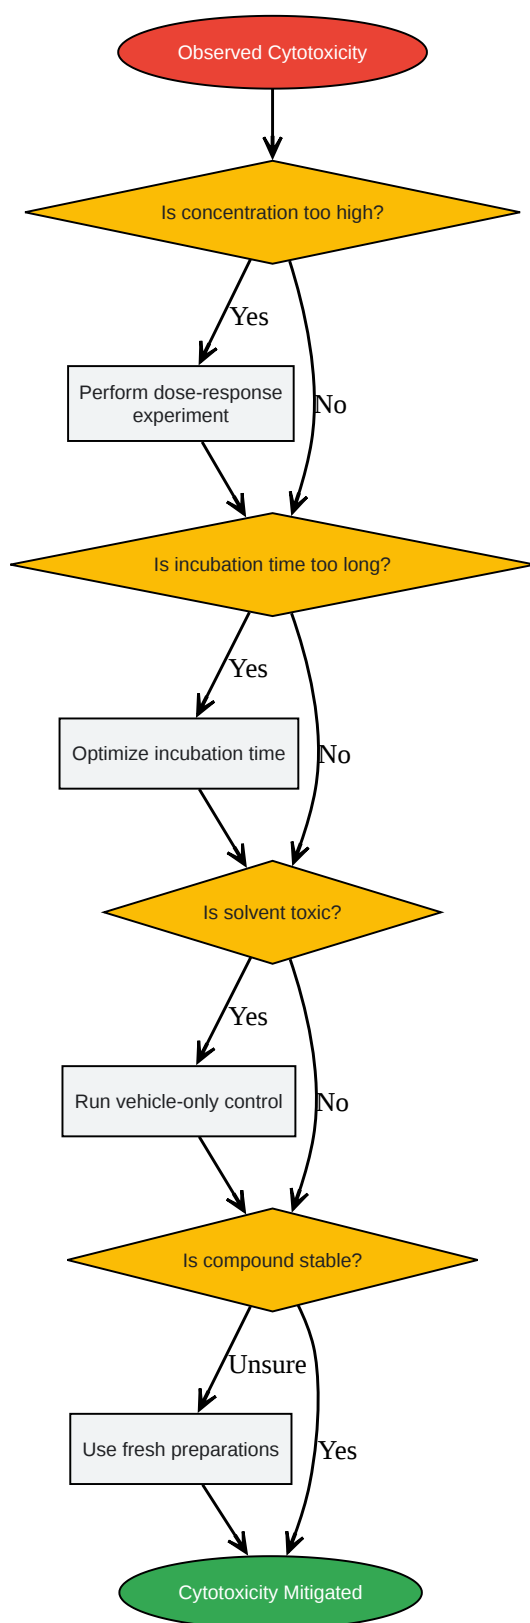 Observed Cytotoxicity
Is concentration too high?
Yes
Perform dose-response
experiment
No
Is incubation time too long?
Yes
Optimize incubation time
No
Is solvent toxic?
Yes
Run vehicle-only control
No
Is compound stable?
Unsure
Use fresh preparations
Yes
Cytotoxicity Mitigated